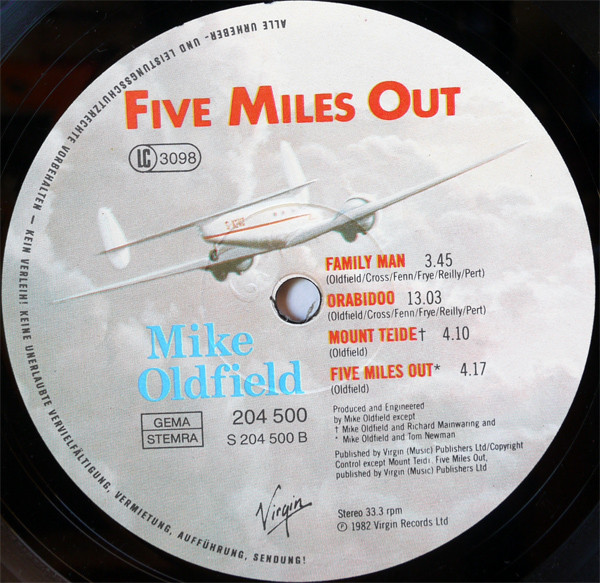 ALLE URHEBER- UND LEISTUNGSSCHUTZRECHTE VORBEHALTEN – KEIN VERLEIH! KEINE UNERLAUBTE VERVIELFÄLTIGUNG, VERMIETUNG, AUFFÜHRUNG, SENDUNG!
FIVE MILES OUT
LC 3098
FAMILY MAN 3.45
(Oldfield/Cross/Fenn/Frye/Reilly/Pert)
ORABIDOO 13.03
(Oldfield/Cross/Fenn/Frye/Reilly/Pert)
MOUNT TEIDE† 4.10
(Oldfield)
FIVE MILES OUT* 4.17
(Oldfield)
Mike
Oldfield
GEMA
STEMRA
204 500
S 204 500 B
Produced and Engineered
by Mike Oldfield except
† Mike Oldfield and Richard Mainwaring and
* Mike Oldfield and Tom Newman
Published by Virgin (Music) Publishers Ltd/Copyright
Control except Mount Teidi, Five Miles Out,
published by Virgin (Music) Publishers Ltd
Virgin
Stereo 33.3 rpm
℗ 1982 Virgin Records Ltd